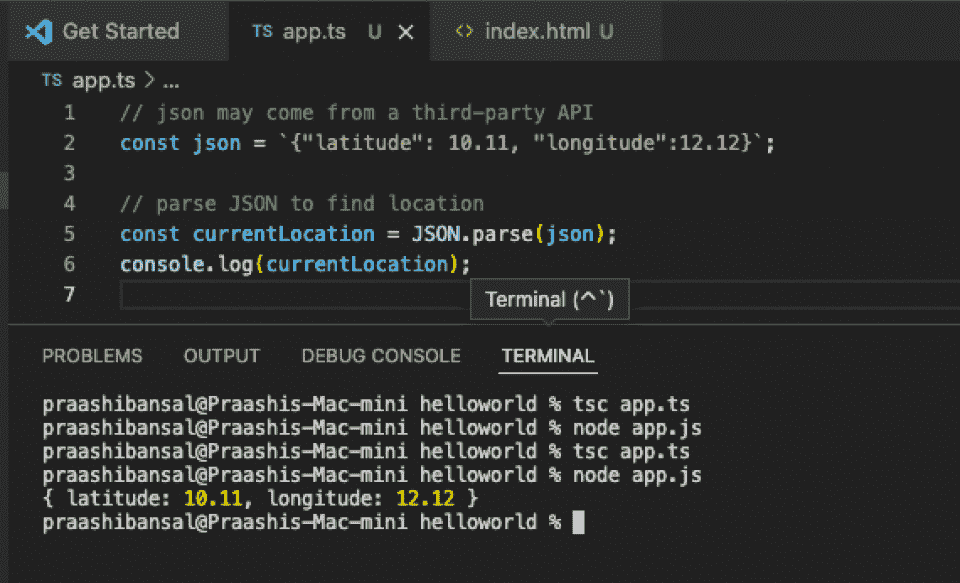 Get Started TS app.ts U × <> index.html U
TS app.ts > ...
1 // json may come from a third-party API
2 const json = `{"latitude": 10.11, "longitude":12.12}`;
3
4 // parse JSON to find location
5 const currentLocation = JSON.parse(json);
6 console.log(currentLocation);
7
Terminal (^`)
PROBLEMS OUTPUT DEBUG CONSOLE TERMINAL
praashibansal@Praashis-Mac-mini helloworld % tsc app.ts
praashibansal@Praashis-Mac-mini helloworld % node app.js
praashibansal@Praashis-Mac-mini helloworld % tsc app.ts
praashibansal@Praashis-Mac-mini helloworld % node app.js
{ latitude: 10.11, longitude: 12.12 }
praashibansal@Praashis-Mac-mini helloworld %